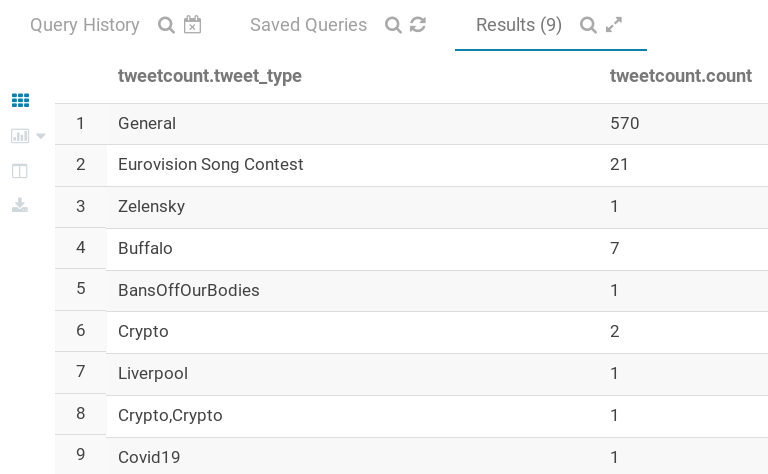 Query History Saved Queries Results (9)
tweetcount.tweet_type tweetcount.count
1 General 570
2 Eurovision Song Contest 21
3 Zelensky 1
4 Buffalo 7
5 BansOffOurBodies 1
6 Crypto 2
7 Liverpool 1
8 Crypto,Crypto 1
9 Covid19 1